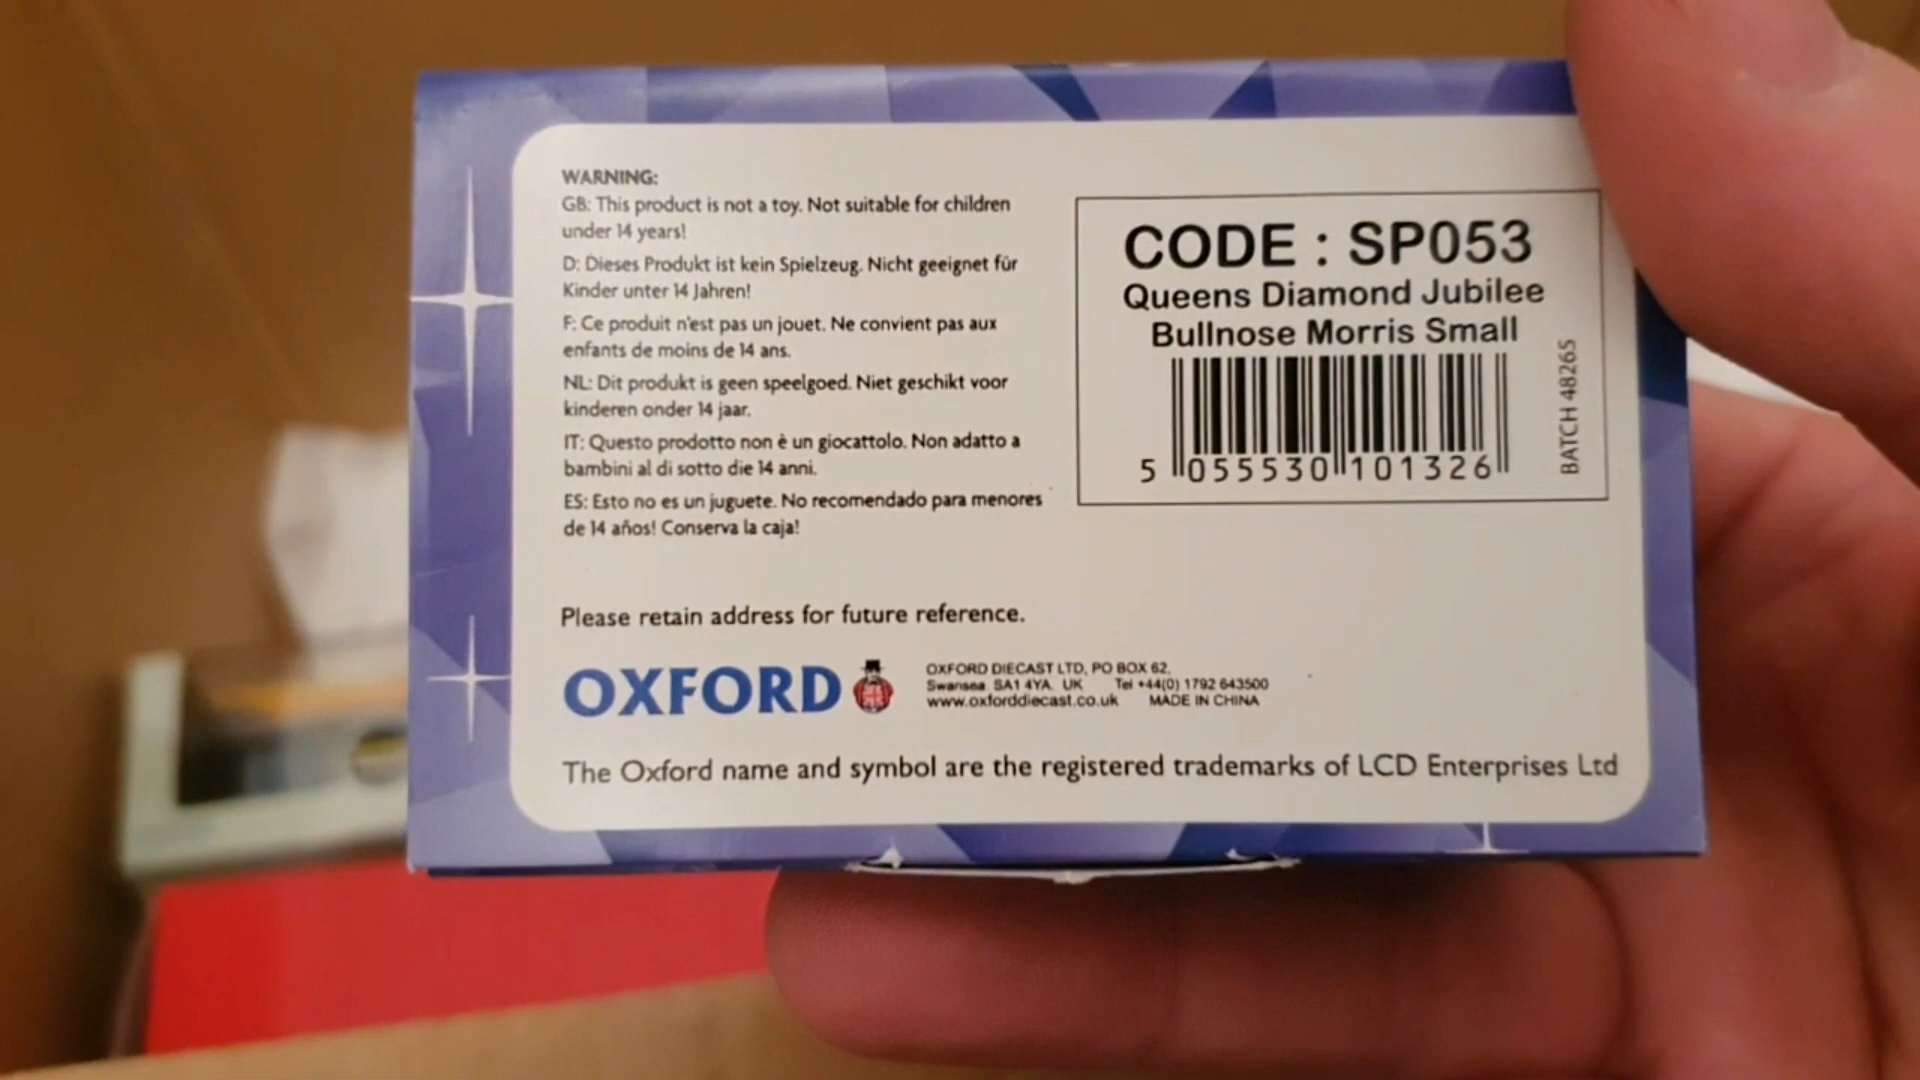 WARNING:
GB: This product is not a toy. Not suitable for children
under 14 years!
D: Dieses Produkt ist kein Spielzeug. Nicht geeignet für
Kinder unter 14 Jahren!
F: Ce produit n'est pas un jouet. Ne convient pas aux
enfants de moins de 14 ans.
NL: Dit produkt is geen speelgoed. Niet geschikt voor
kinderen onder 14 jaar.
IT: Questo prodotto non è un giocattolo. Non adatto a
bambini al di sotto die 14 anni.
ES: Esto no es un juguete. No recomendado para menores
de 14 años! Conserva la caja!
CODE : SP053
Queens Diamond Jubilee
Bullnose Morris Small
5 055530 101326
BATCH 48265
Please retain address for future reference.
OXFORD
OXFORD DIECAST LTD, PO BOX 62,
Swansea. SA1 4YA. UK Tel +44(0) 1792 643500
www.oxforddiecast.co.uk MADE IN CHINA
The Oxford name and symbol are the registered trademarks of LCD Enterprises Ltd